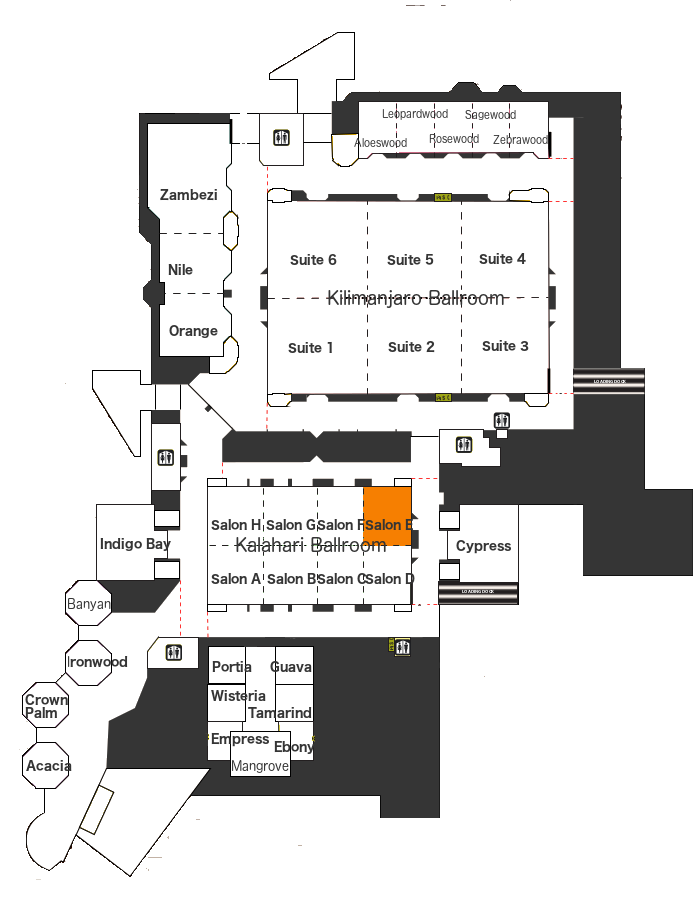 Leopardwood
Sagewood
Aloeswood
Rosewood
Zebrawood
Zambezi
Nile
Orange
Suite 6
Suite 5
Suite 4
Kilimanjaro Ballroom
Suite 1
Suite 2
Suite 3
LOADING DOCK
Salon H
Salon G
Salon F
Salon E
Kalahari Ballroom
Salon A
Salon B
Salon C
Salon D
Indigo Bay
Cypress
LOADING DOCK
Banyan
Ironwood
Crown
Palm
Acacia
Portia
Guava
Wisteria
Tamarind
Empress
Ebony
Mangrove